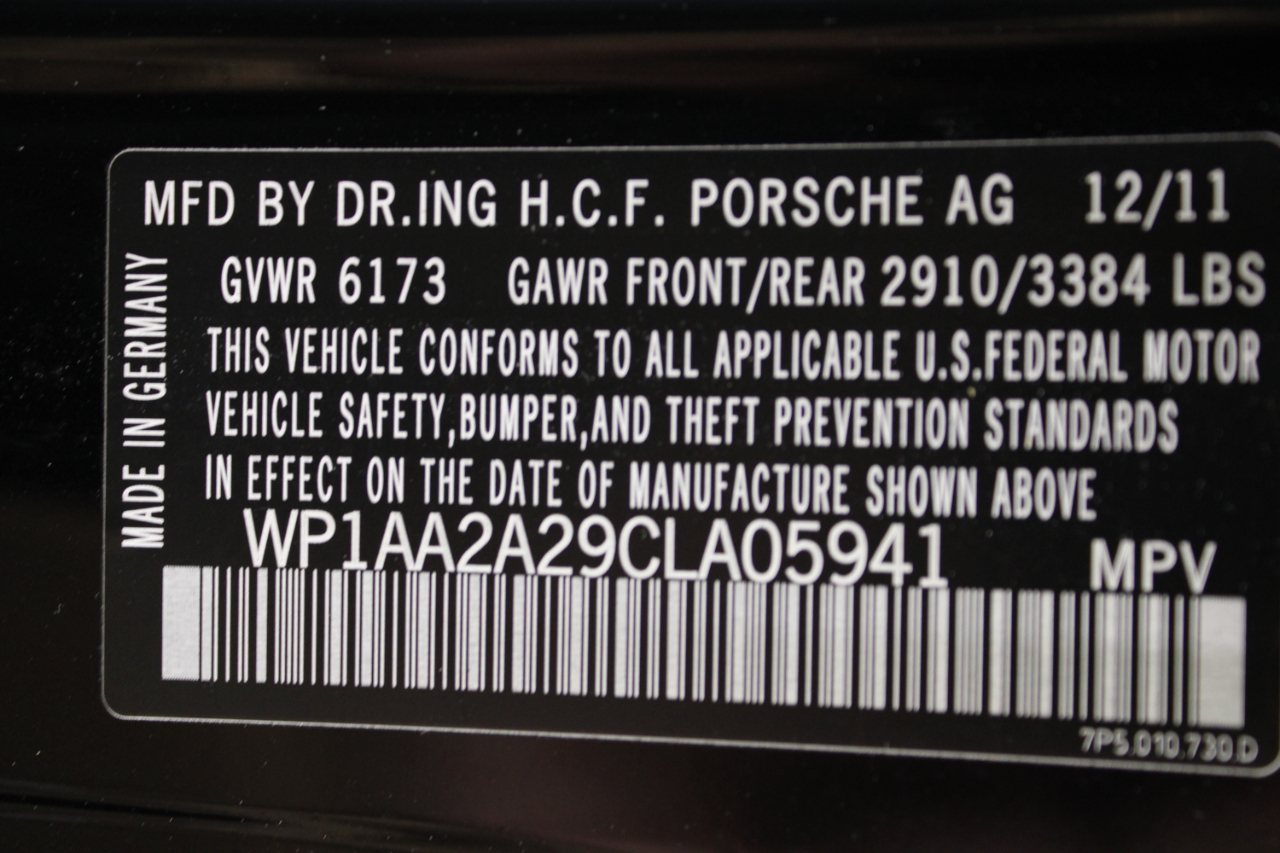 MFD BY DR.ING H.C.F. PORSCHE AG 12/11
MADE IN GERMANY
GVWR 6173 GAWR FRONT/REAR 2910/3384 LBS
THIS VEHICLE CONFORMS TO ALL APPLICABLE U.S.FEDERAL MOTOR
VEHICLE SAFETY,BUMPER,AND THEFT PREVENTION STANDARDS
IN EFFECT ON THE DATE OF MANUFACTURE SHOWN ABOVE
WP1AA2A29CLA05941 MPV
7P5.010.730.D